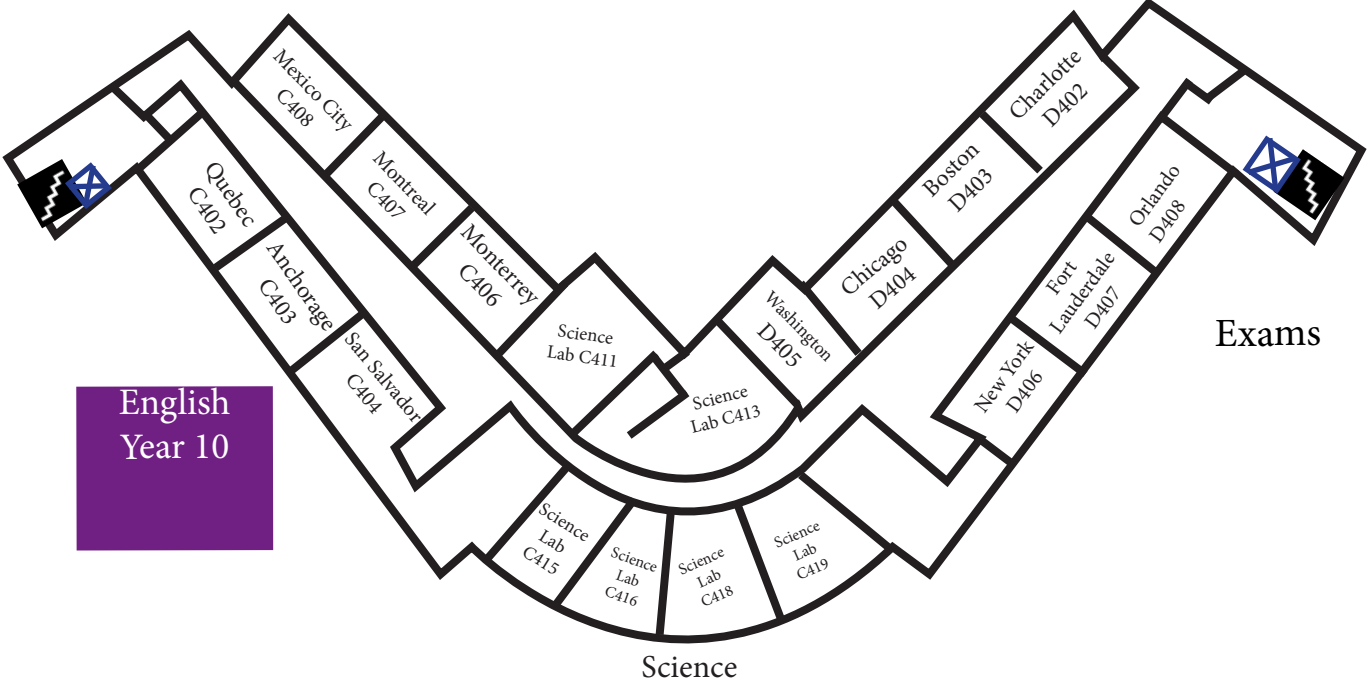 Mexico City
C408
Montreal
C407
Monterrey
C406
Quebec
C402
Anchorage
C403
San Salvador
C404
Science
Lab C411
Science
Lab C413
Washington
D405
Chicago
D404
Boston
D403
Charlotte
D402
Orlando
D408
Fort
Lauderdale
D407
New York
D406
Exams
English
Year 10
Science
Lab
C415
Science
Lab
C416
Science
Lab
C418
Science
Lab
C419
Science